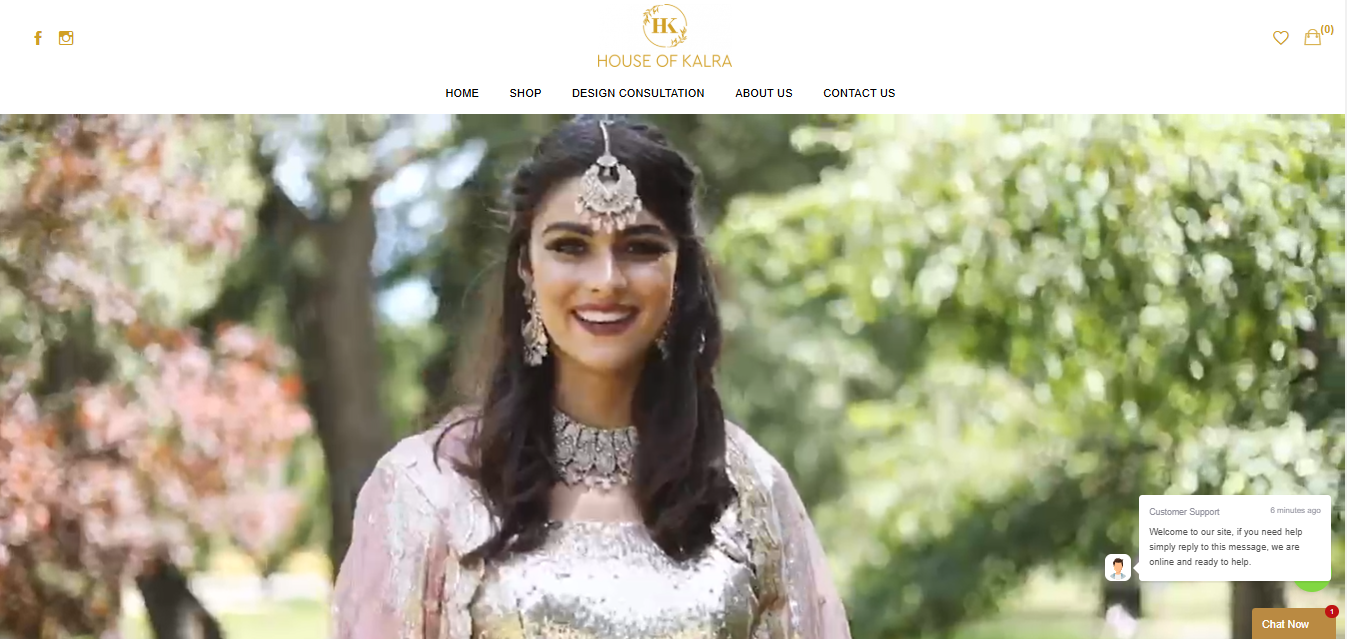 HK
HOUSE OF KALRA
(0)
HOME SHOP DESIGN CONSULTATION ABOUT US CONTACT US
Customer Support 6 minutes ago
Welcome to our site, if you need help
simply reply to this message, we are
online and ready to help.
Chat Now 1